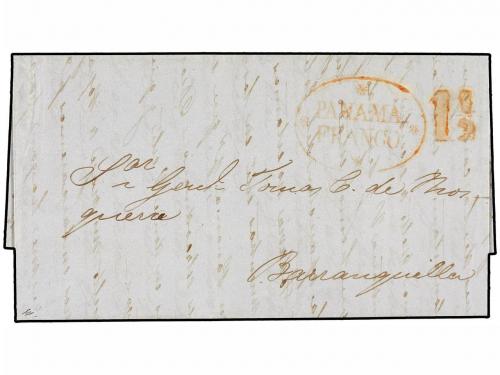 PANAMA
FRANCO
1½
Sor
Genl. Tomas C. de Mos-
quera
Barranquilla